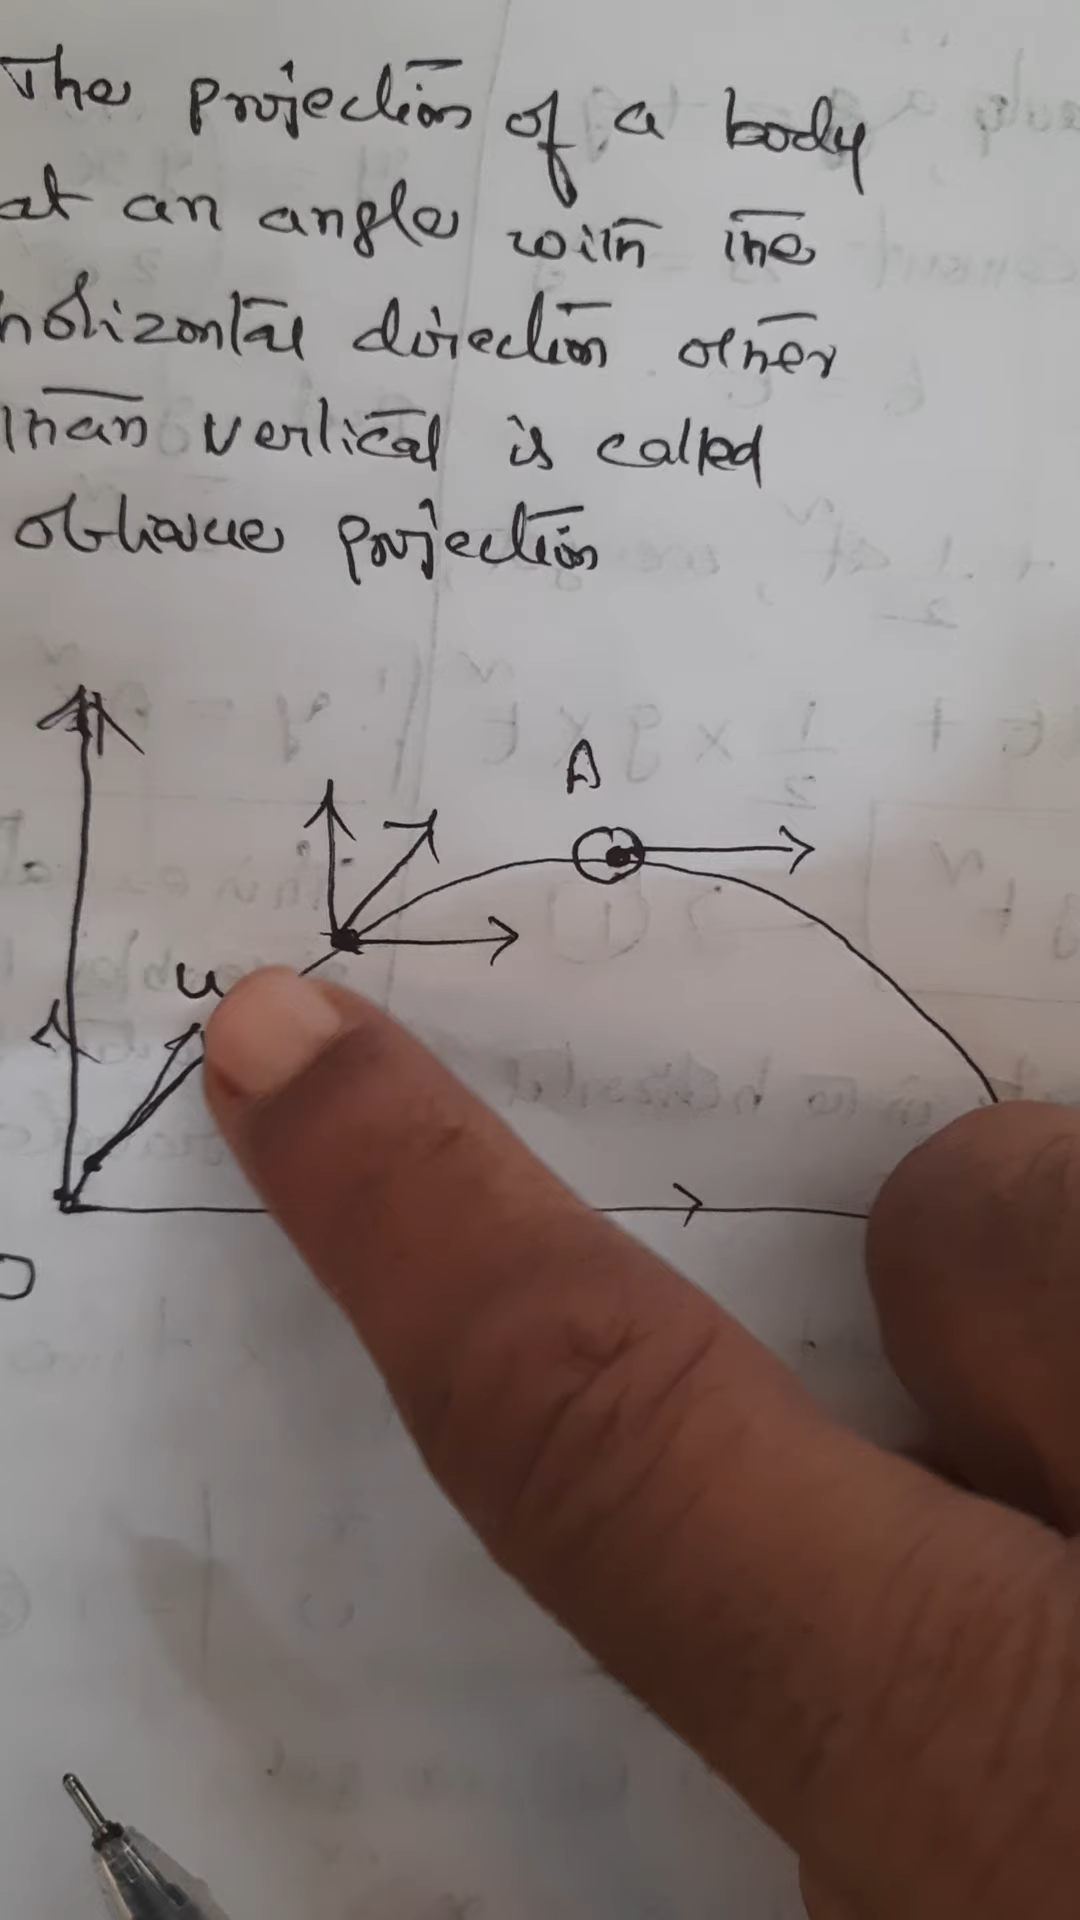 The projection of a body
at an angle with the
horizontal direction other
than vertical is called
oblique projection
A
u
O